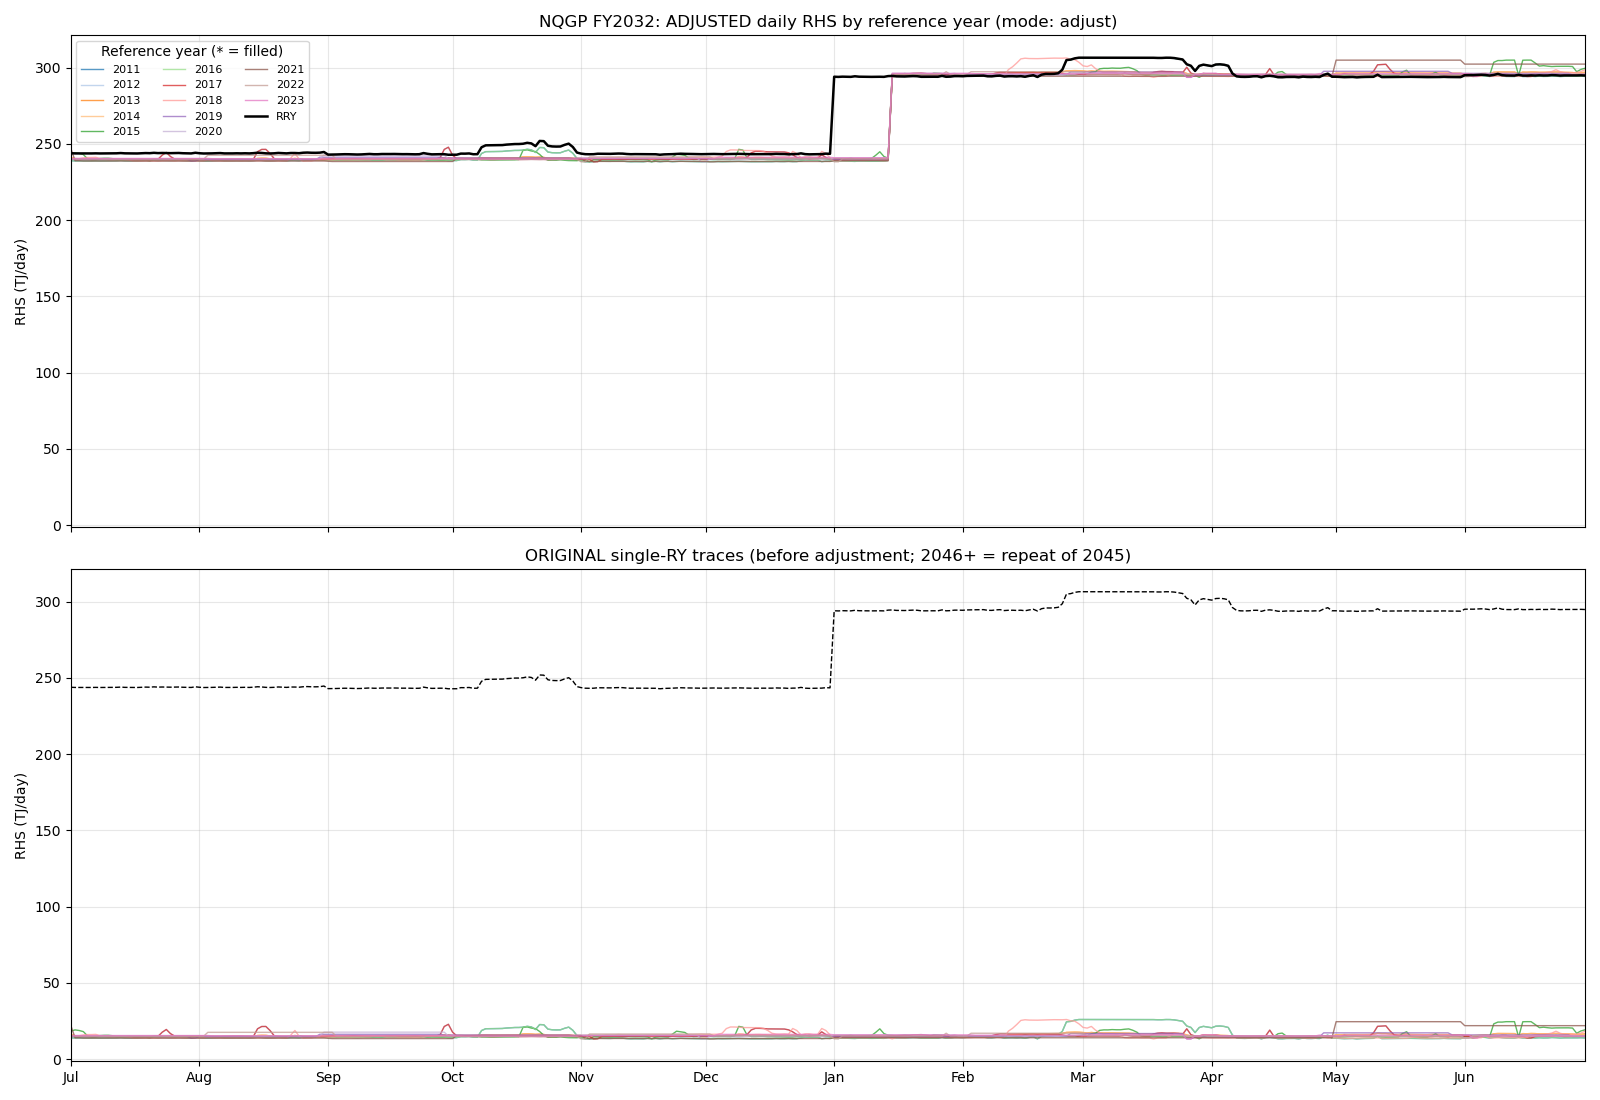 NQGP FY2032: ADJUSTED daily RHS by reference year (mode: adjust)
Reference year (* = filled)
2011 2016 2021
2012 2017 2022
2013 2018 2023
2014 2019 RRY
2015 2020
300
250
200
150
100
50
0
RHS (TJ/day)
ORIGINAL single-RY traces (before adjustment; 2046+ = repeat of 2045)
300
250
200
150
100
50
0
RHS (TJ/day)
Jul Aug Sep Oct Nov Dec Jan Feb Mar Apr May Jun